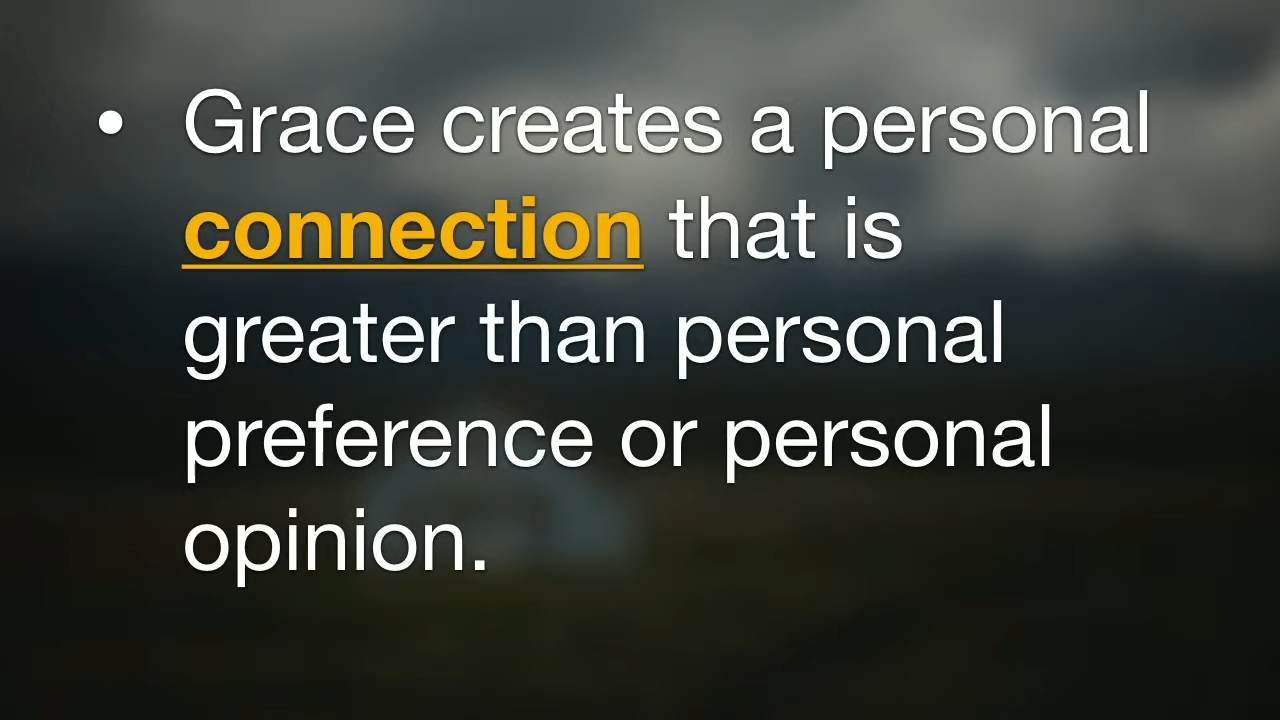 • Grace creates a personal
connection that is
greater than personal
preference or personal
opinion.